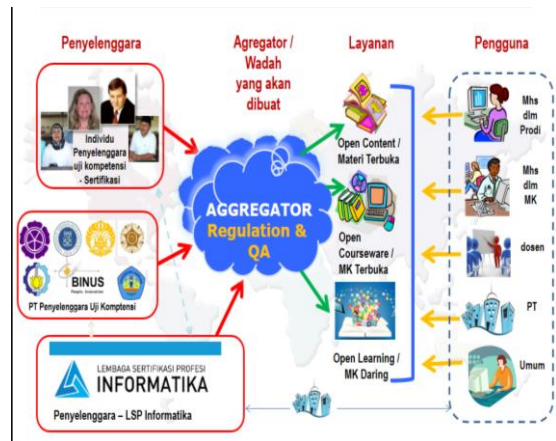 Penyelenggara
Agregator /
Wadah
yang akan
dibuat
Layanan
Pengguna
Individu
Penyelenggara
uji kompetensi
- Sertifikasi
BINUS
PT Penyelenggara Uji Komptensi
LEMBAGA SERTIFIKASI PROFESI
INFORMATIKA
Penyelenggara – LSP Informatika
AGGREGATOR
Regulation &
QA
Open Content /
Materi Terbuka
Open
Courseware /
MK Terbuka
Open Learning /
MK Daring
Mhs
dlm
Prodi
Mhs
dlm
MK
dosen
PT
Umum